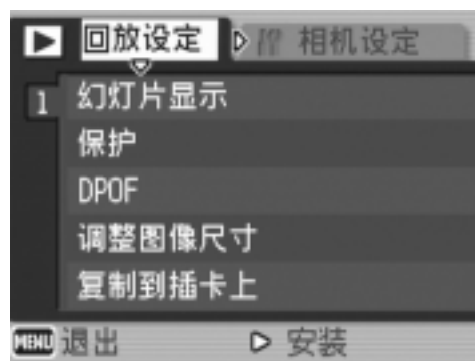 回放设定 相机设定
1 幻灯片显示
保护
DPOF
调整图像尺寸
复制到插卡上
MENU 退出 安装